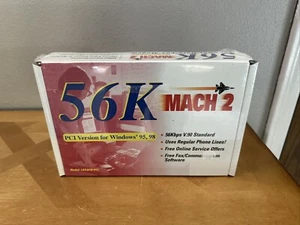 56K
MACH 2
PCI Version for Windows® 95, 98
• 56Kbps V.90 Standard
• Uses Regular Phone Lines!
• Free Online Service Offers
• Free Fax/Comm
Software